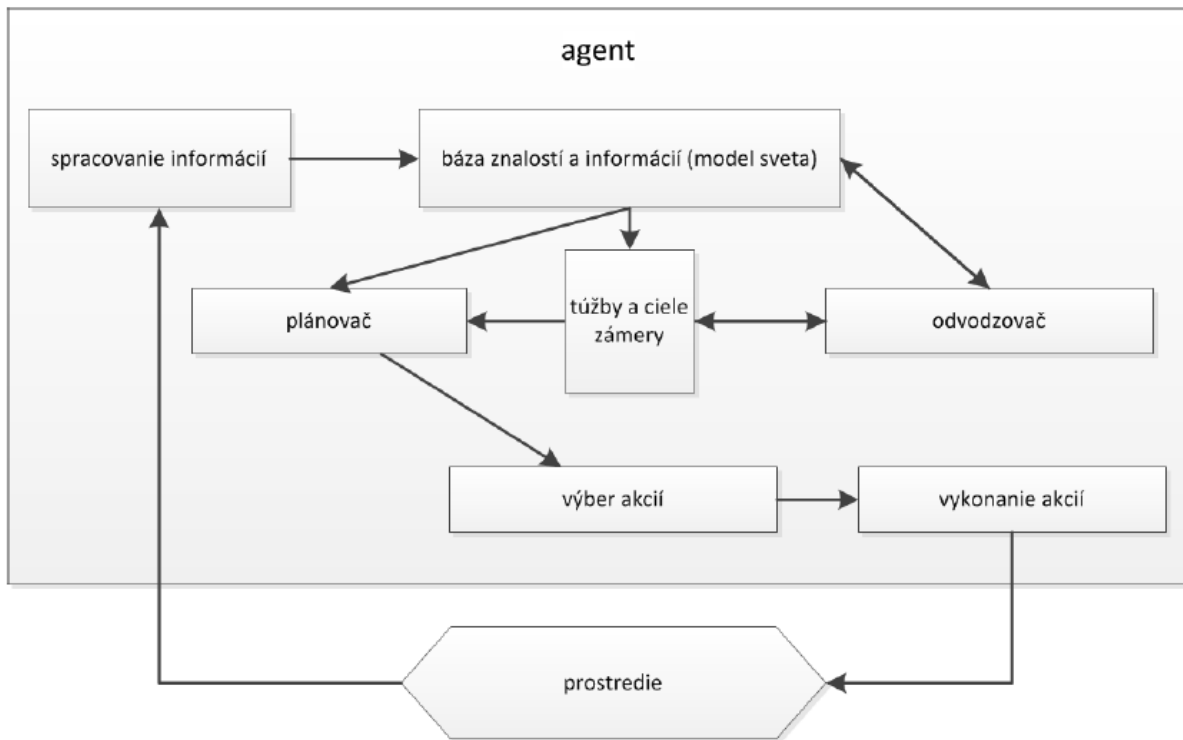 agent
spracovanie informácií
báza znalostí a informácií (model sveta)
plánovač
túžby a ciele
zámery
odvodzovač
výber akcií
vykonanie akcií
prostredie